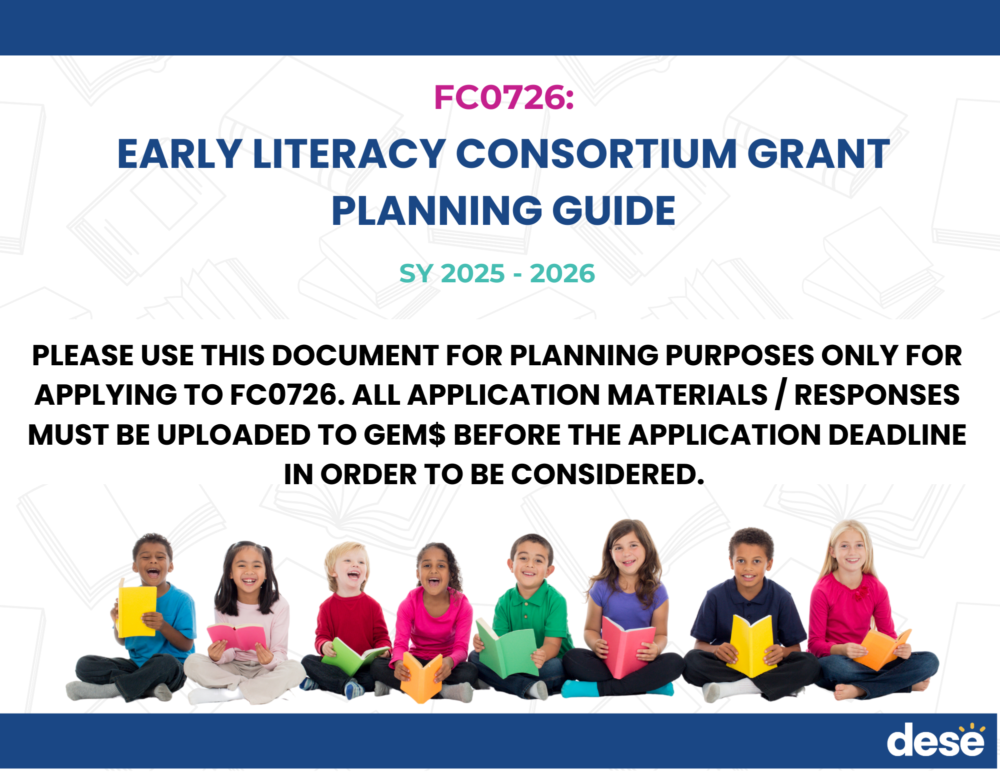 FC0726:
EARLY LITERACY CONSORTIUM GRANT
PLANNING GUIDE
SY 2025 - 2026
PLEASE USE THIS DOCUMENT FOR PLANNING PURPOSES ONLY FOR
APPLYING TO FC0726. ALL APPLICATION MATERIALS / RESPONSES
MUST BE UPLOADED TO GEM$ BEFORE THE APPLICATION DEADLINE
IN ORDER TO BE CONSIDERED.
dese